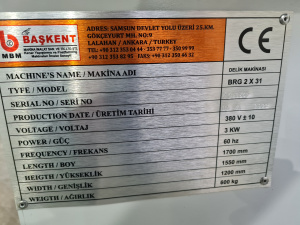 BAŞKENT
MBM
ADRES: SAMSUN DEVLET YOLU ÜZERİ 25.KM.
GÖKÇEYURT MH. NO:9
LALAHAN / ANKARA / TURKEY
CE
MACHINE'S NAME / MAKİNA ADI DELİK MAKİNASI
TYPE / MODEL BRG 2 X 31
SERIAL NO / SERİ NO
PRODUCTION DATE / ÜRETİM TARİHİ
VOLTAGE / VOLTAJ 380 V ± 10
POWER / GÜÇ 3 KW
FREQUENCY / FREKANS 60 hz
LENGTH / BOY 1700 mm
HEIGTH / YÜKSEKLİK 1550 mm
WIDTH / GENİŞLİK 1200 mm
WEIGTH / AĞIRLIK 600 kg